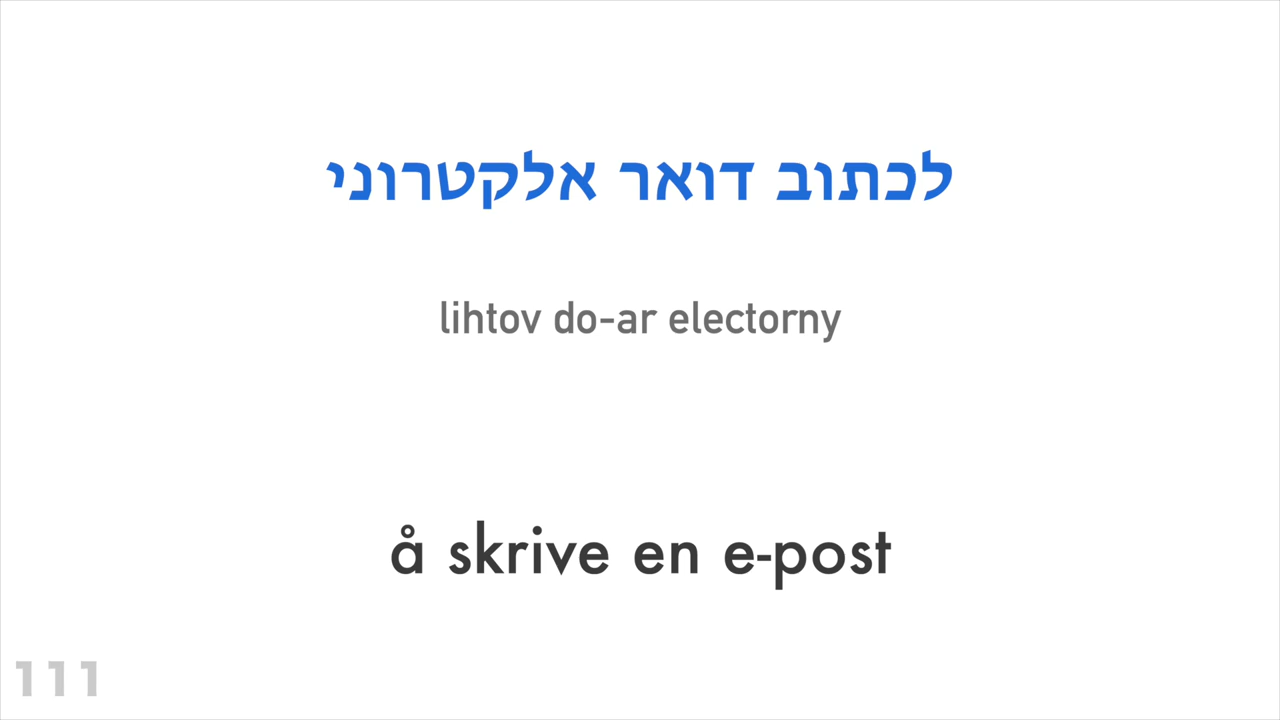 לכתוב דואר אלקטרוני
lihtov do-ar electorny
å skrive en e-post
111